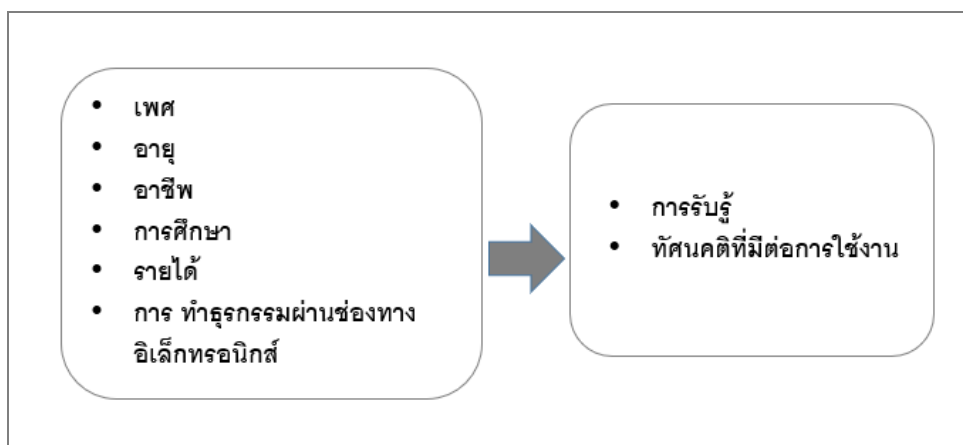 • เพศ
• อายุ
• อาชีพ
• การศึกษา
• รายได้
• การ ทำธุรกรรมผ่านช่องทาง
อิเล็กทรอนิกส์
• การรับรู้
• ทัศนคติที่มีต่อการใช้งาน